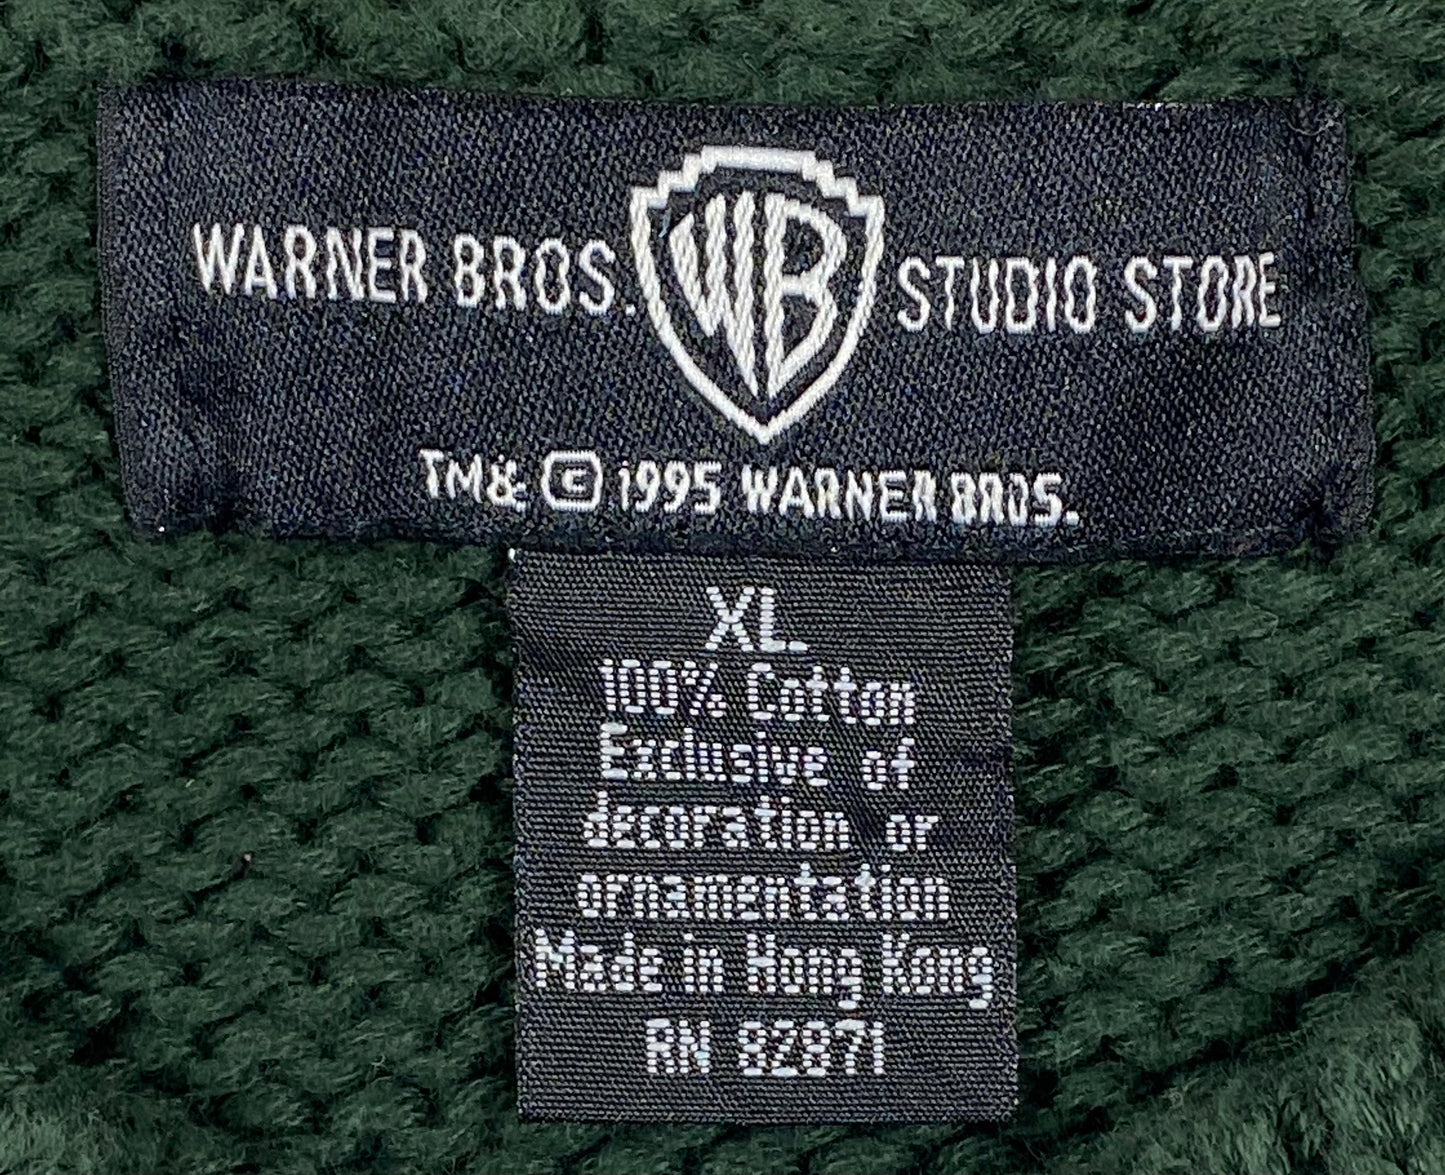 WARNER BROS. WB STUDIO STORE
TM & © 1995 WARNER BROS.
XL
100% Cotton
Exclusive of
decoration or
ornamentation
Made in Hong Kong
RN 82871